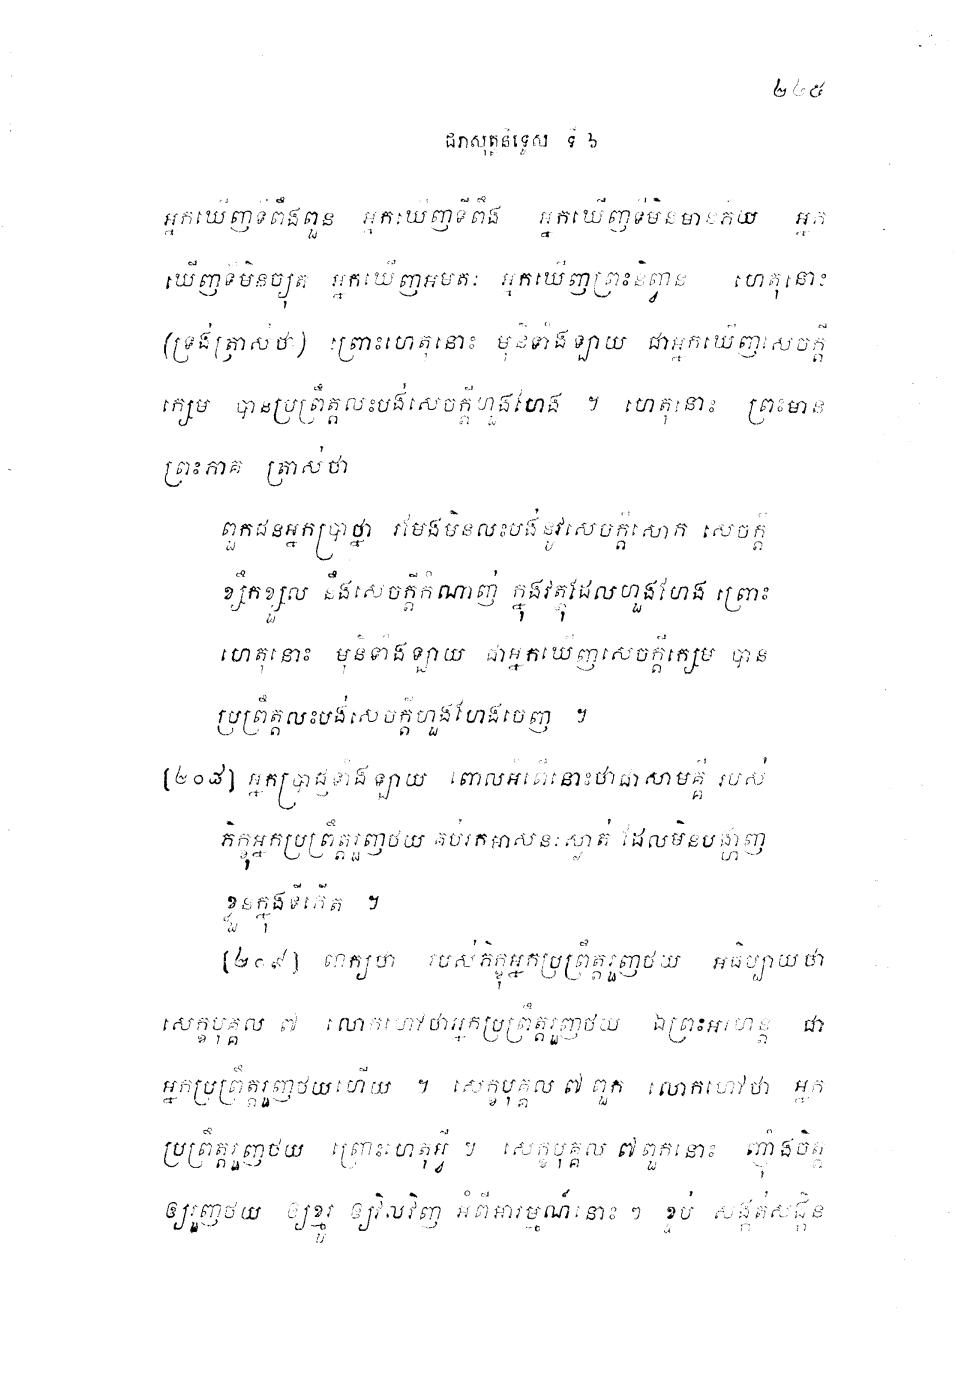 ២២៥
ជរាសុត្តនិទ្ទេស ទី ៦
អ្នកឃើញទីពឹងពួន អ្នកឃើញទីពឹង អ្នកឃើញទីមិនមានភ័យ អ្នក
ឃើញទីមិនច្យុត អ្នកឃើញអមតៈ អ្នកឃើញព្រះនិព្វាន ហេតុនោះ
(ទ្រង់ត្រាស់ថា) ព្រោះហេតុនោះ មុនីទាំងឡាយ ជាអ្នកឃើញសេចក្តី
ក្សេម បានប្រព្រឹត្តលះបង់សេចក្តីហួងហែង ។ ហេតុនោះ ព្រះមាន
ព្រះភាគ ត្រាស់ថា
ពួកជនអ្នកប្រាថ្នា រមែងមិនលះបង់នូវសេចក្តីសោក សេចក្តី
ខ្សឹកខ្សួល នឹងសេចក្តីកំណាញ់ ក្នុងវត្ថុដែលហួងហែង ព្រោះ
ហេតុនោះ មុនីទាំងឡាយ ជាអ្នកឃើញសេចក្តីក្សេម បាន
ប្រព្រឹត្តលះបង់សេចក្តីហួងហែងចេញ ។
[២០៨] អ្នកប្រាជ្ញទាំងឡាយ ពោលអំពើនោះថាជាសាមគ្គី របស់
ភិក្ខុអ្នកប្រព្រឹត្តរួញថយ គប់រកអាសនៈស្ងាត់ ដែលមិនបង្ហាញ
ខ្លួនក្នុងទីកើត ។
[២០៩] ពាក្យថា របស់ភិក្ខុអ្នកប្រព្រឹត្តរួញថយ អធិប្បាយថា
សេក្ខបុគ្គល ៧ លោកហៅថាអ្នកប្រព្រឹត្តរួញថយ ឯព្រះអរហន្ត ជា
អ្នកប្រព្រឹត្តរួញថយហើយ ។ សេក្ខបុគ្គល ៧ ពួក លោកហៅថា អ្នក
ប្រព្រឹត្តរួញថយ ព្រោះហេតុអ្វី ។ សេក្ខបុគ្គល ៧ ពួកនោះ ញុំាងចិត្ត
ឲ្យរួញថយ ឲ្យខ្មួរ ឲ្យវិលវិញ អំពីអារម្មណ៍នោះ ៗ ខ្ទប់ សង្កត់សង្កិន